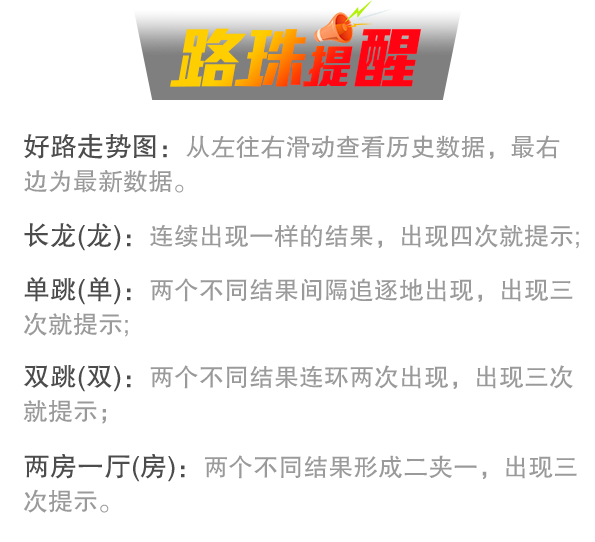 路珠提醒
好路走势图：从左往右滑动查看历史数据，最右
边为最新数据。
长龙(龙)：连续出现一样的结果，出现四次就提示;
单跳(单)：两个不同结果间隔追逐地出现，出现三
次就提示;
双跳(双)：两个不同结果连环两次出现，出现三次
就提示；
两房一厅(房)：两个不同结果形成二夹一，出现三
次提示。